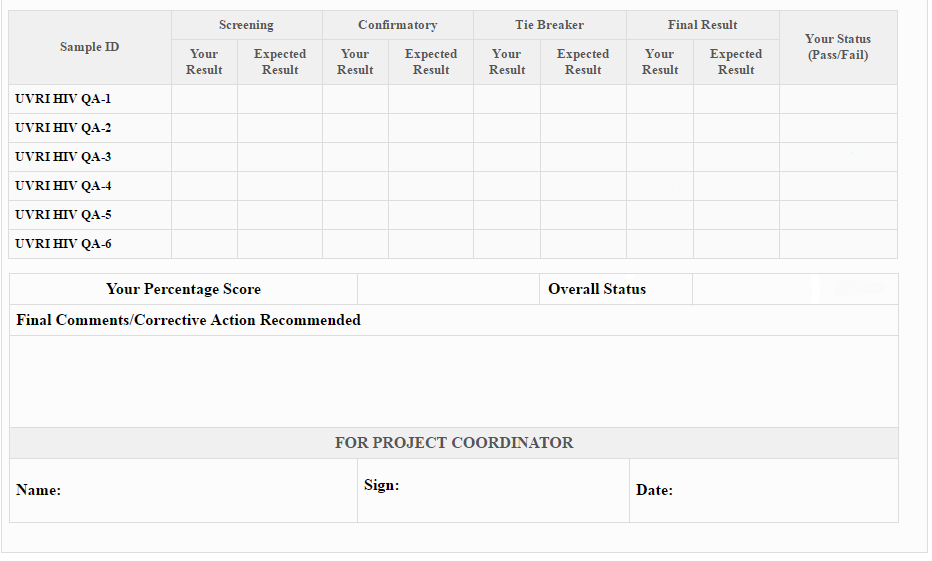 Sample ID
Screening
Confirmatory
Tie Breaker
Final Result
Your Status
(Pass/Fail)
Your
Result
Expected
Result
Your
Result
Expected
Result
Your
Result
Expected
Result
Your
Result
Expected
Result
UVRI HIV QA-1
UVRI HIV QA-2
UVRI HIV QA-3
UVRI HIV QA-4
UVRI HIV QA-5
UVRI HIV QA-6
Your Percentage Score
Overall Status
Final Comments/Corrective Action Recommended
FOR PROJECT COORDINATOR
Name:
Sign:
Date: